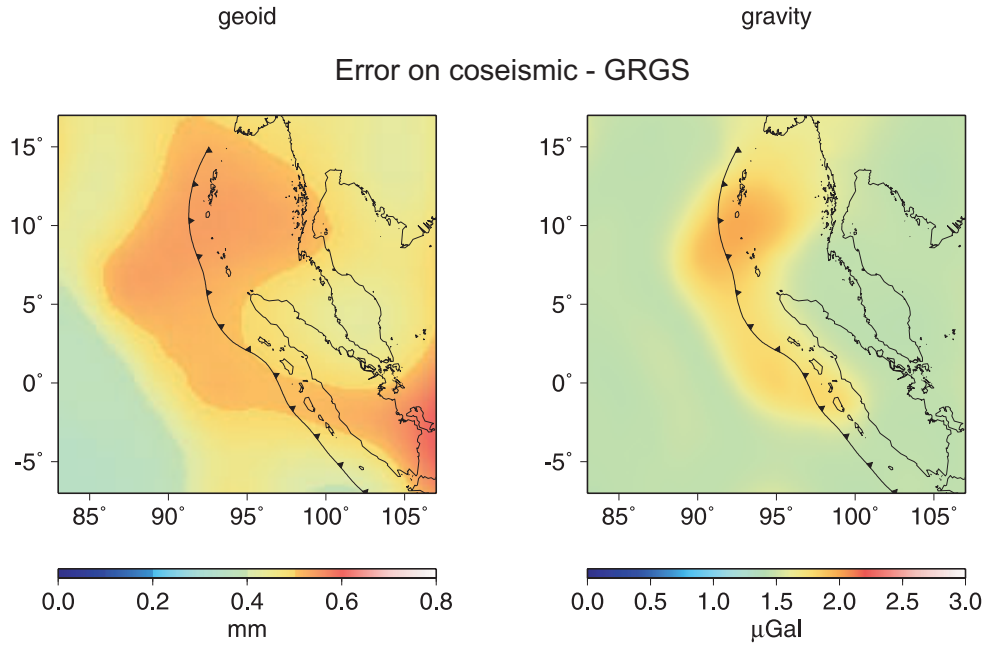 geoid gravity
Error on coseismic - GRGS
15° 15°
10° 10°
5° 5°
0° 0°
-5° -5°
85° 90° 95° 100° 105° 85° 90° 95° 100° 105°
0.0 0.2 0.4 0.6 0.8 0.0 0.5 1.0 1.5 2.0 2.5 3.0
mm μGal